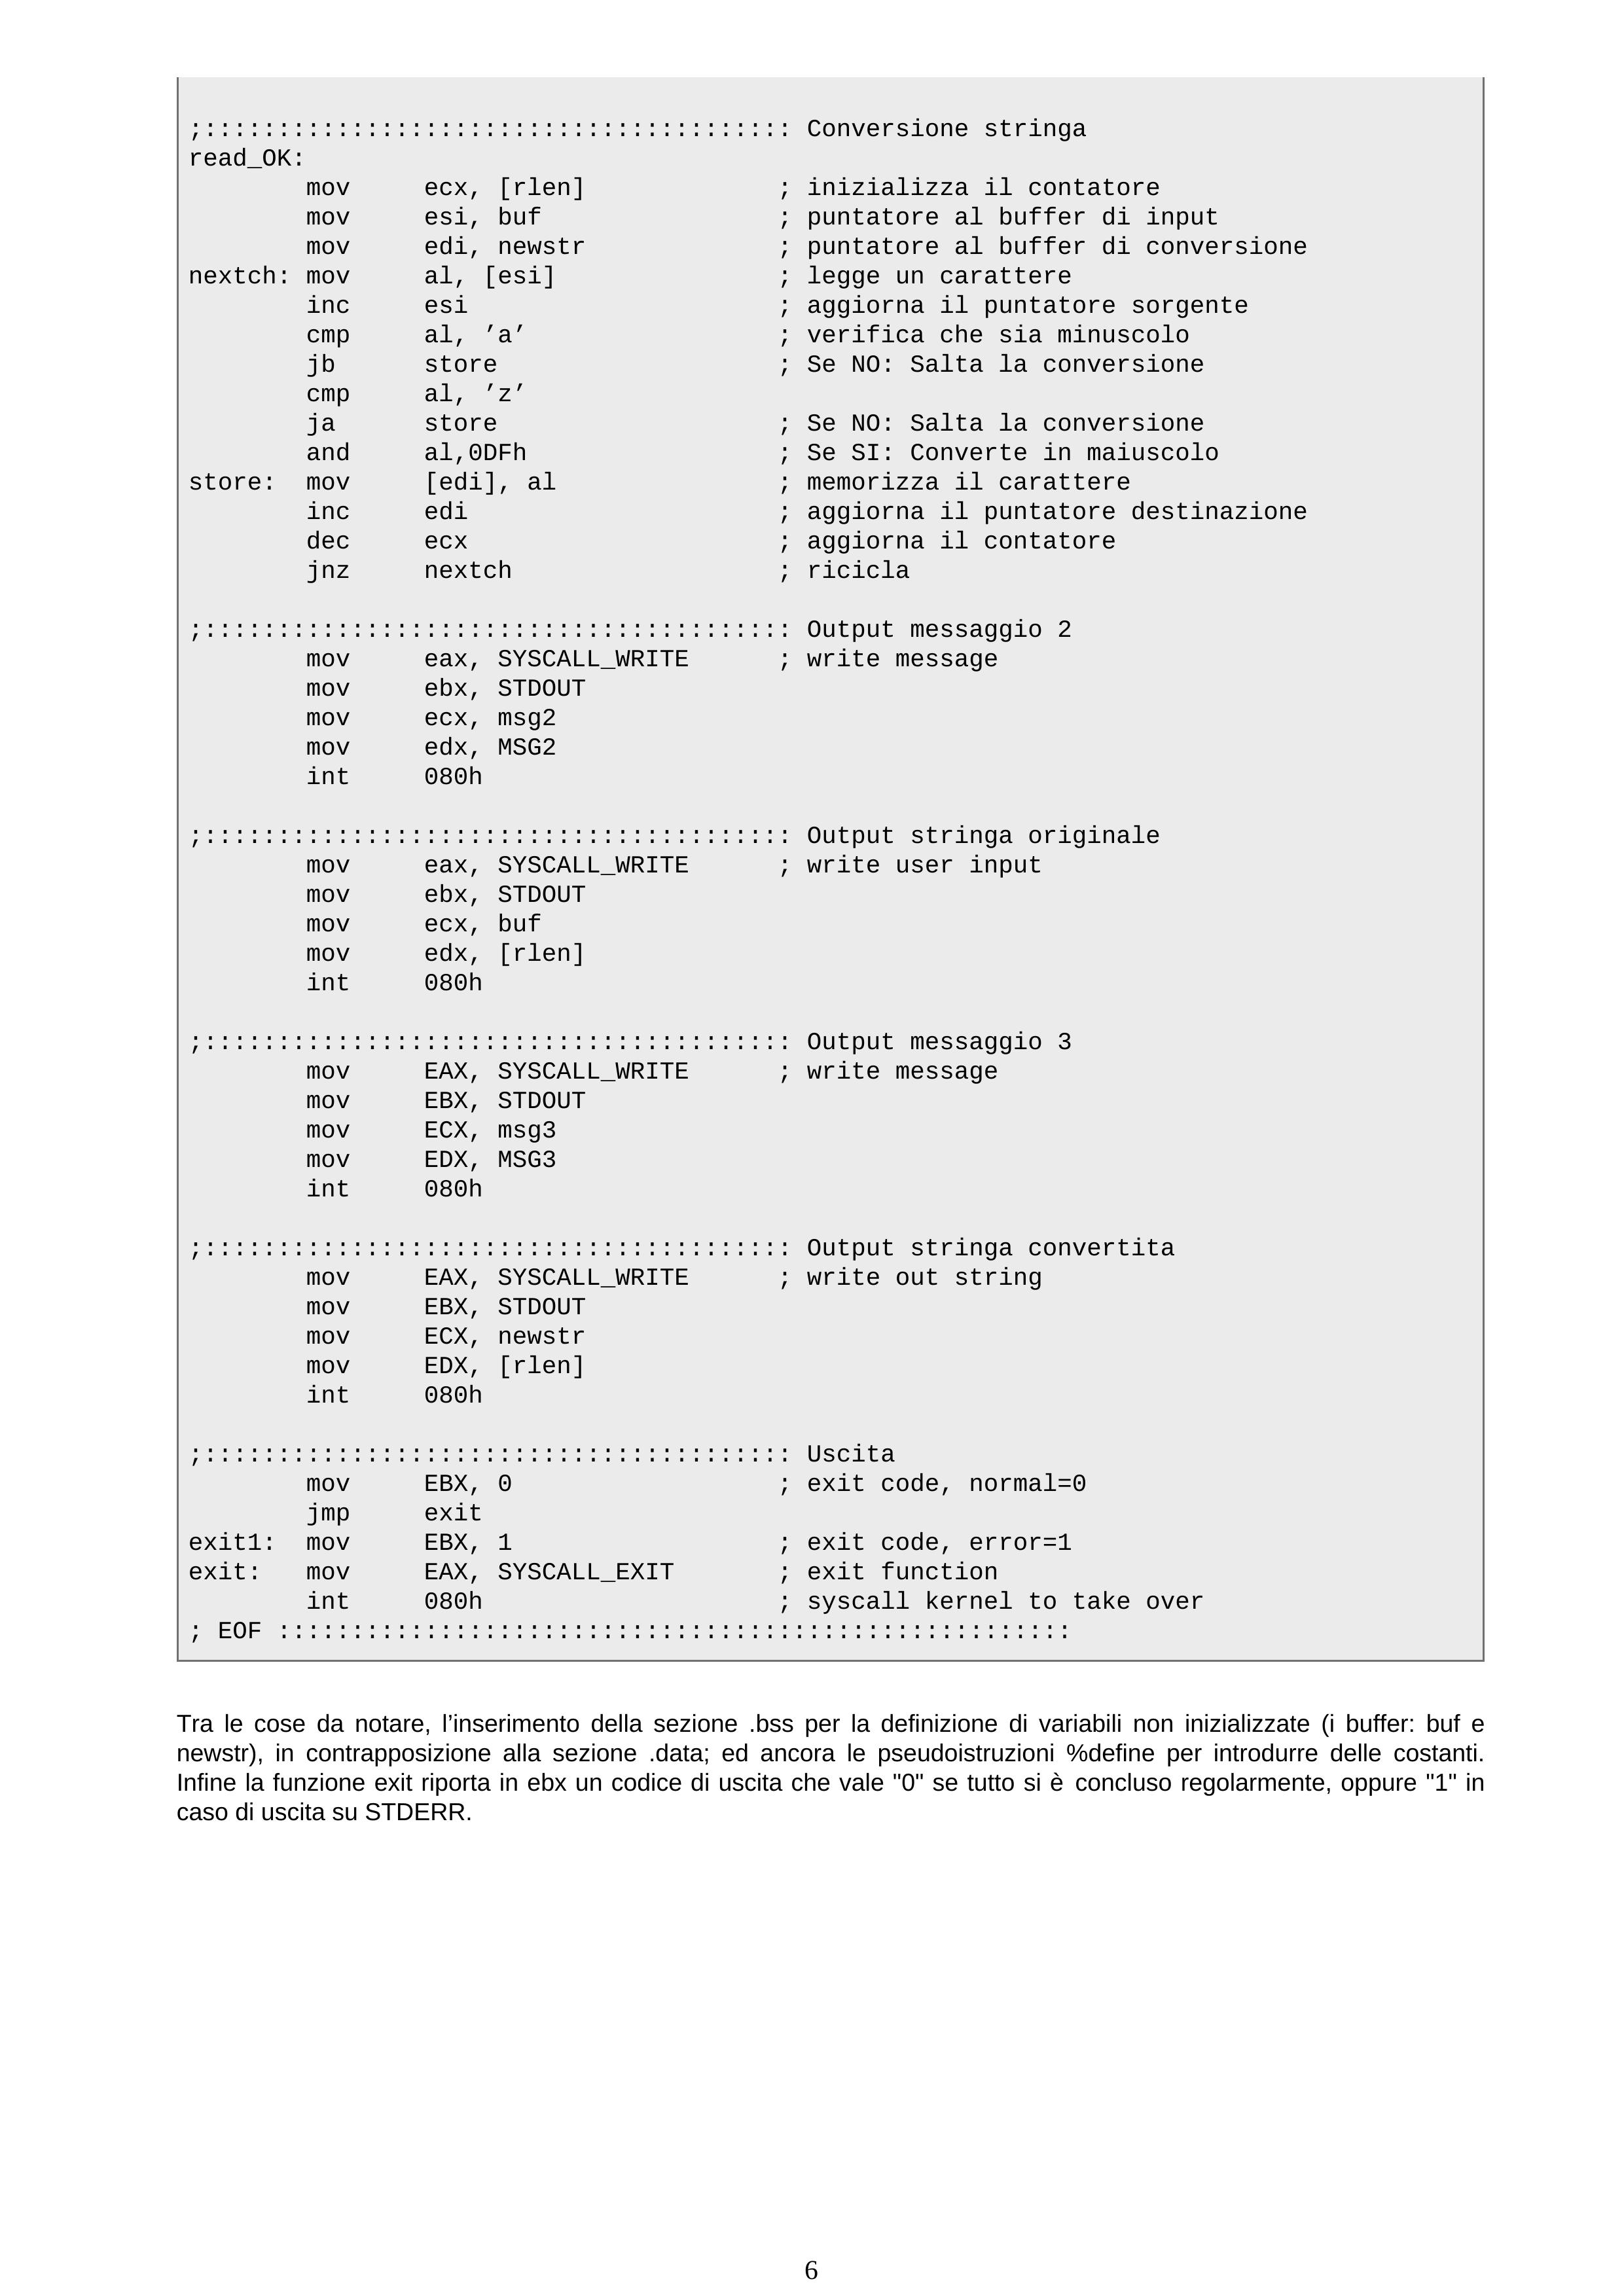 ;:::::::::::::::::::::::::::::::::::::::: Conversione stringa
read_OK:
        mov     ecx, [rlen]             ; inizializza il contatore
        mov     esi, buf                ; puntatore al buffer di input
        mov     edi, newstr             ; puntatore al buffer di conversione
nextch: mov     al, [esi]               ; legge un carattere
        inc     esi                     ; aggiorna il puntatore sorgente
        cmp     al, ’a’                 ; verifica che sia minuscolo
        jb      store                   ; Se NO: Salta la conversione
        cmp     al, ’z’
        ja      store                   ; Se NO: Salta la conversione
        and     al,0DFh                 ; Se SI: Converte in maiuscolo
store:  mov     [edi], al               ; memorizza il carattere
        inc     edi                     ; aggiorna il puntatore destinazione
        dec     ecx                     ; aggiorna il contatore
        jnz     nextch                  ; ricicla
;:::::::::::::::::::::::::::::::::::::::: Output messaggio 2
        mov     eax, SYSCALL_WRITE      ; write message
        mov     ebx, STDOUT
        mov     ecx, msg2
        mov     edx, MSG2
        int     080h
;:::::::::::::::::::::::::::::::::::::::: Output stringa originale
        mov     eax, SYSCALL_WRITE      ; write user input
        mov     ebx, STDOUT
        mov     ecx, buf
        mov     edx, [rlen]
        int     080h
;:::::::::::::::::::::::::::::::::::::::: Output messaggio 3
        mov     EAX, SYSCALL_WRITE      ; write message
        mov     EBX, STDOUT
        mov     ECX, msg3
        mov     EDX, MSG3
        int     080h
;:::::::::::::::::::::::::::::::::::::::: Output stringa convertita
        mov     EAX, SYSCALL_WRITE      ; write out string
        mov     EBX, STDOUT
        mov     ECX, newstr
        mov     EDX, [rlen]
        int     080h
;:::::::::::::::::::::::::::::::::::::::: Uscita
        mov     EBX, 0                  ; exit code, normal=0
        jmp     exit
exit1:  mov     EBX, 1                  ; exit code, error=1
exit:   mov     EAX, SYSCALL_EXIT       ; exit function
        int     080h                    ; syscall kernel to take over
; EOF ::::::::::::::::::::::::::::::::::::::::::::::::::::::
Tra le cose da notare, l’inserimento della sezione .bss per la definizione di variabili non inizializzate (i buffer: buf e
newstr), in contrapposizione alla sezione .data; ed ancora le pseudoistruzioni %define per introdurre delle costanti.
Infine la funzione exit riporta in ebx un codice di uscita che vale "0" se tutto si è concluso regolarmente, oppure "1" in
caso di uscita su STDERR.
6